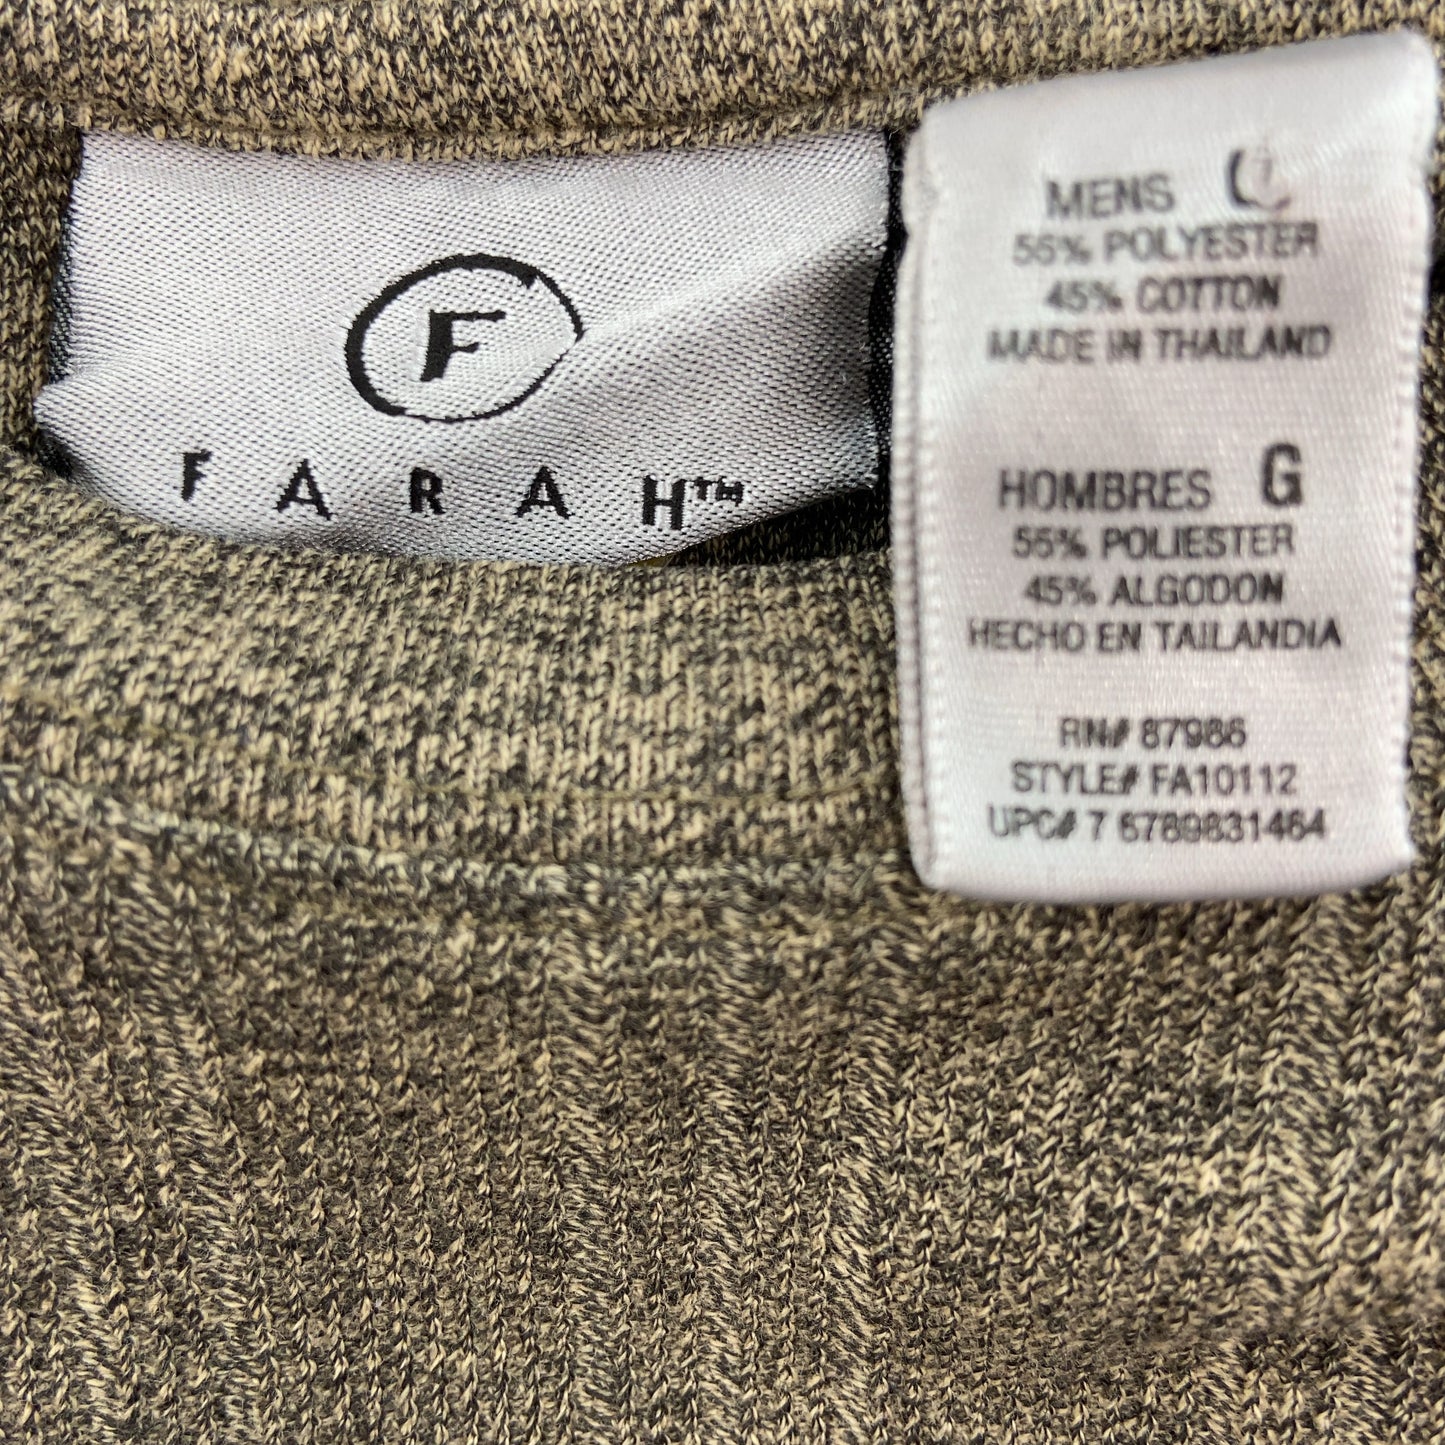 F
FARAH™
MENS
55% POLYESTER
45% COTTON
MADE IN THAILAND
HOMBRES G
55% POLIESTER
45% ALGODON
HECHO EN TAILANDIA
RN# 87986
STYLE# FA10112
UPC# 7 6789831464